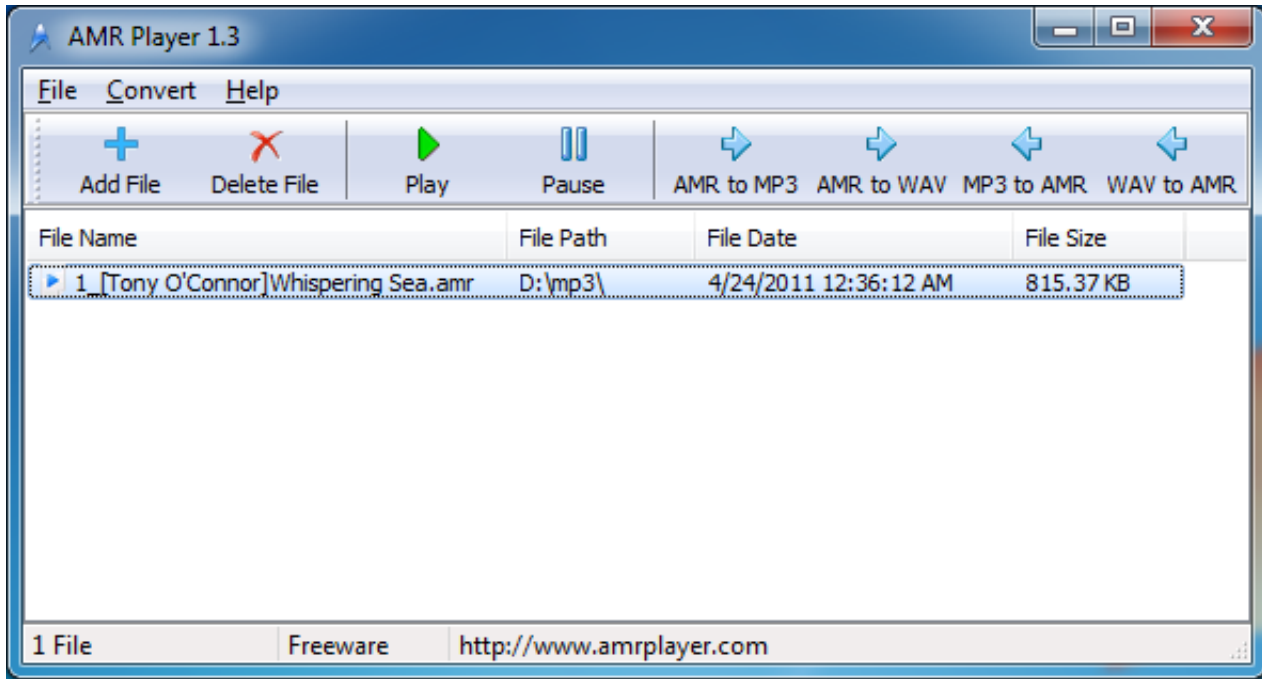 AMR Player 1.3
File Convert Help
Add File Delete File Play Pause AMR to MP3 AMR to WAV MP3 to AMR WAV to AMR
File Name File Path File Date File Size
1_[Tony O'Connor]Whispering Sea.amr D:\mp3\ 4/24/2011 12:36:12 AM 815.37 KB
1 File Freeware http://www.amrplayer.com